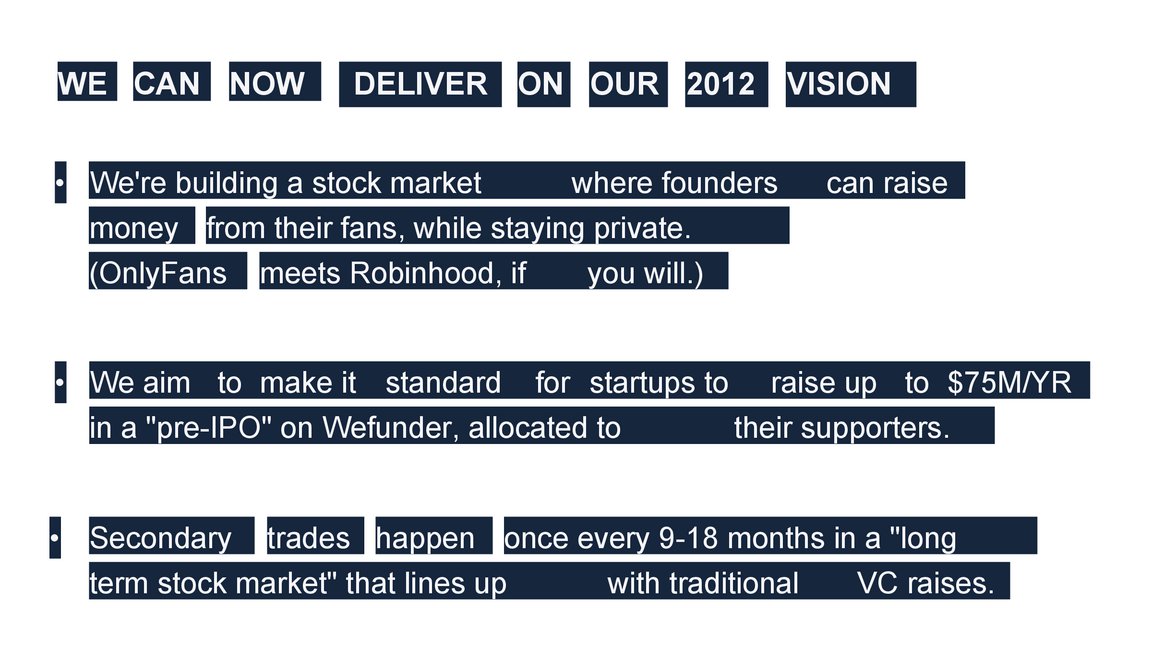 WE CAN NOW DELIVER ON OUR 2012 VISION
• We're building a stock market where founders can raise
money from their fans, while staying private.
(OnlyFans meets Robinhood, if you will.)
• We aim to make it standard for startups to raise up to $75M/YR
in a "pre-IPO" on Wefunder, allocated to their supporters.
• Secondary trades happen once every 9-18 months in a "long
term stock market" that lines up with traditional VC raises.